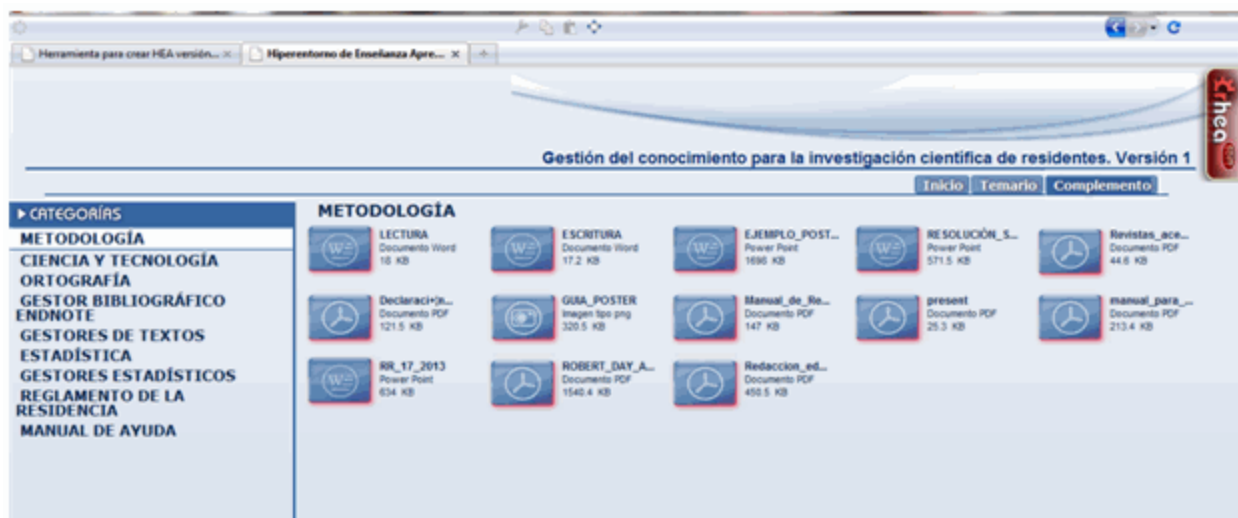 Herramienta para crear HEA versión... ×
Hiperentorno de Enseñanza Apre... ×
+
Crhea
Gestión del conocimiento para la investigación científica de residentes. Versión 1
Inicio Temario Complemento
CATEGORÍAS
METODOLOGÍA
CIENCIA Y TECNOLOGÍA
ORTOGRAFÍA
GESTOR BIBLIOGRÁFICO
ENDNOTE
GESTORES DE TEXTOS
ESTADÍSTICA
GESTORES ESTADÍSTICOS
REGLAMENTO DE LA
RESIDENCIA
MANUAL DE AYUDA
METODOLOGÍA
LECTURA
Documento Word
18 KB
ESCRITURA
Documento Word
17.2 KB
EJEMPLO_POST...
Power Point
1698 KB
RESOLUCIÓN_S...
Power Point
571.5 KB
Revistas_ace...
Documento PDF
44.6 KB
Declaraci+¦n...
Documento PDF
121.5 KB
GUIA_POSTER
Imagen tipo png
320.5 KB
Manual_de_Re...
Documento PDF
147 KB
present
Documento PDF
25.3 KB
manual_para_...
Documento PDF
213.4 KB
RR_17_2013
Power Point
634 KB
ROBERT_DAY_A...
Documento PDF
1540.4 KB
Redaccion_ed...
Documento PDF
450.5 KB